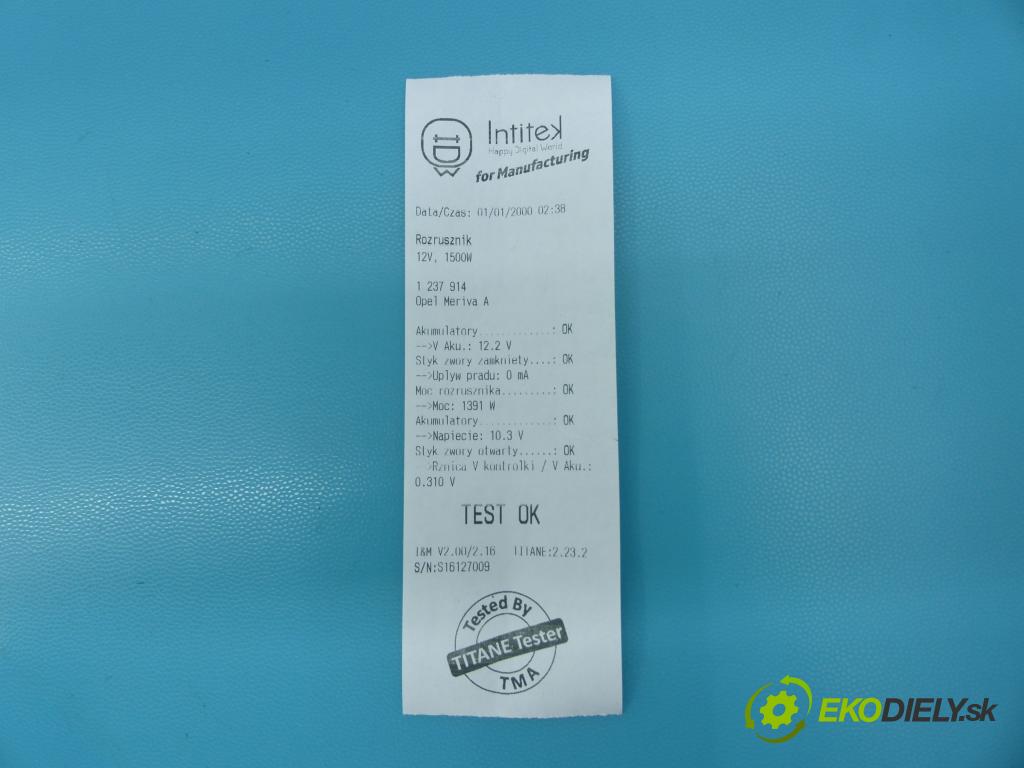 Intitek
Happy Digital World
for Manufacturing
Data/Czas: 01/01/2000 02:38
Rozrusznik
12V, 1500W
1 237 914
Opel Meriva A
Akumulatory............: OK
-->V Aku.: 12.2 V
Styk zwory zamkniety....: OK
-->Uplyw pradu: 0 mA
Moc rozrusznika.........: OK
-->Moc: 1391 W
Akumulatory............: OK
-->Napiecie: 10.3 V
Styk zwory otwarty......: OK
-->Rznica V kontrolki / V Aku.:
0.310 V
TEST OK
I&M V2.00/2.16 TITANE:2.23.2
S/N:S16127009
Tested By
TITANE Tester
TMA
EKODIELY.sk